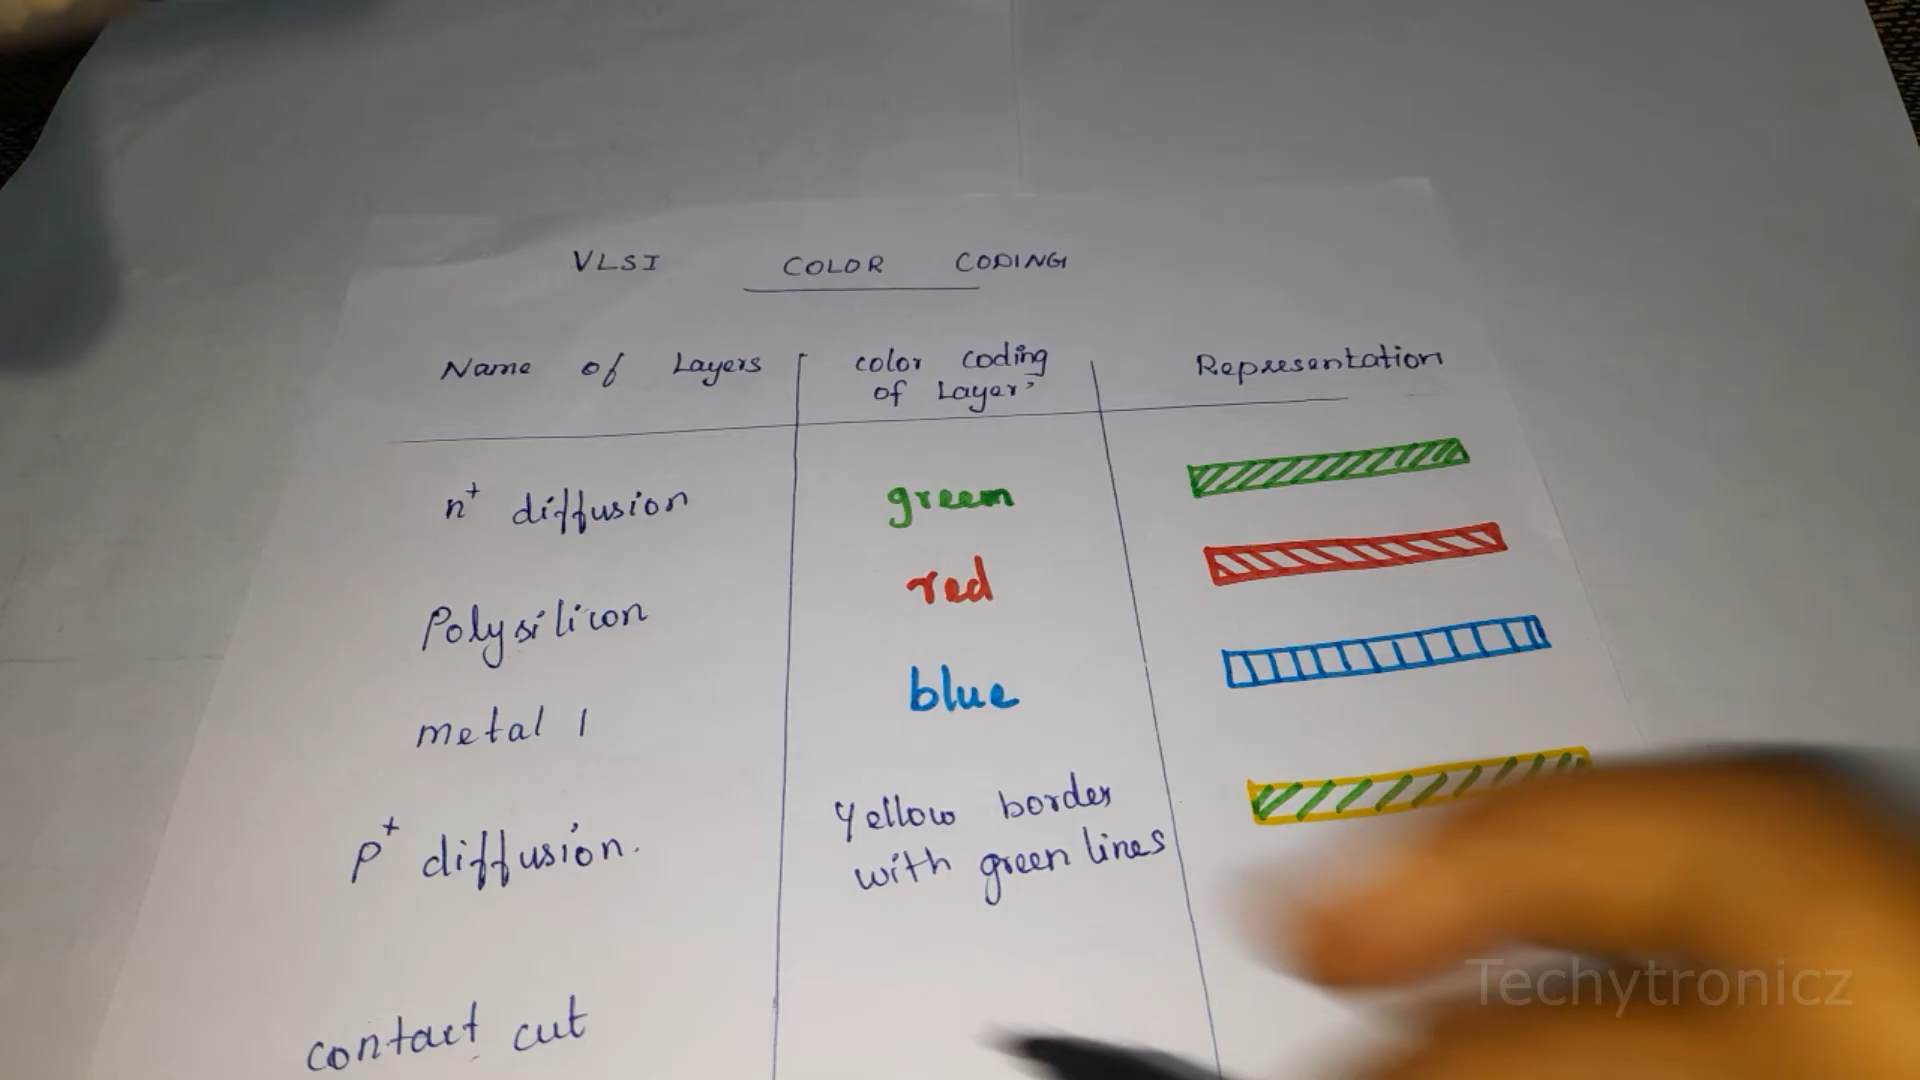 VLSI COLOR CODING
Name of Layers
color coding
of Layer's
Representation
n+ diffusion
green
Polysilicon
red
metal 1
blue
P+ diffusion.
Yellow border
with green lines
contact cut
Techytronicz